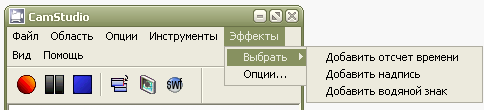 CamStudio
Файл Область Опции Инструменты Эффекты
Вид Помощь
Выбрать
Опции...
Добавить отсчет времени
Добавить надпись
Добавить водяной знак
SWF